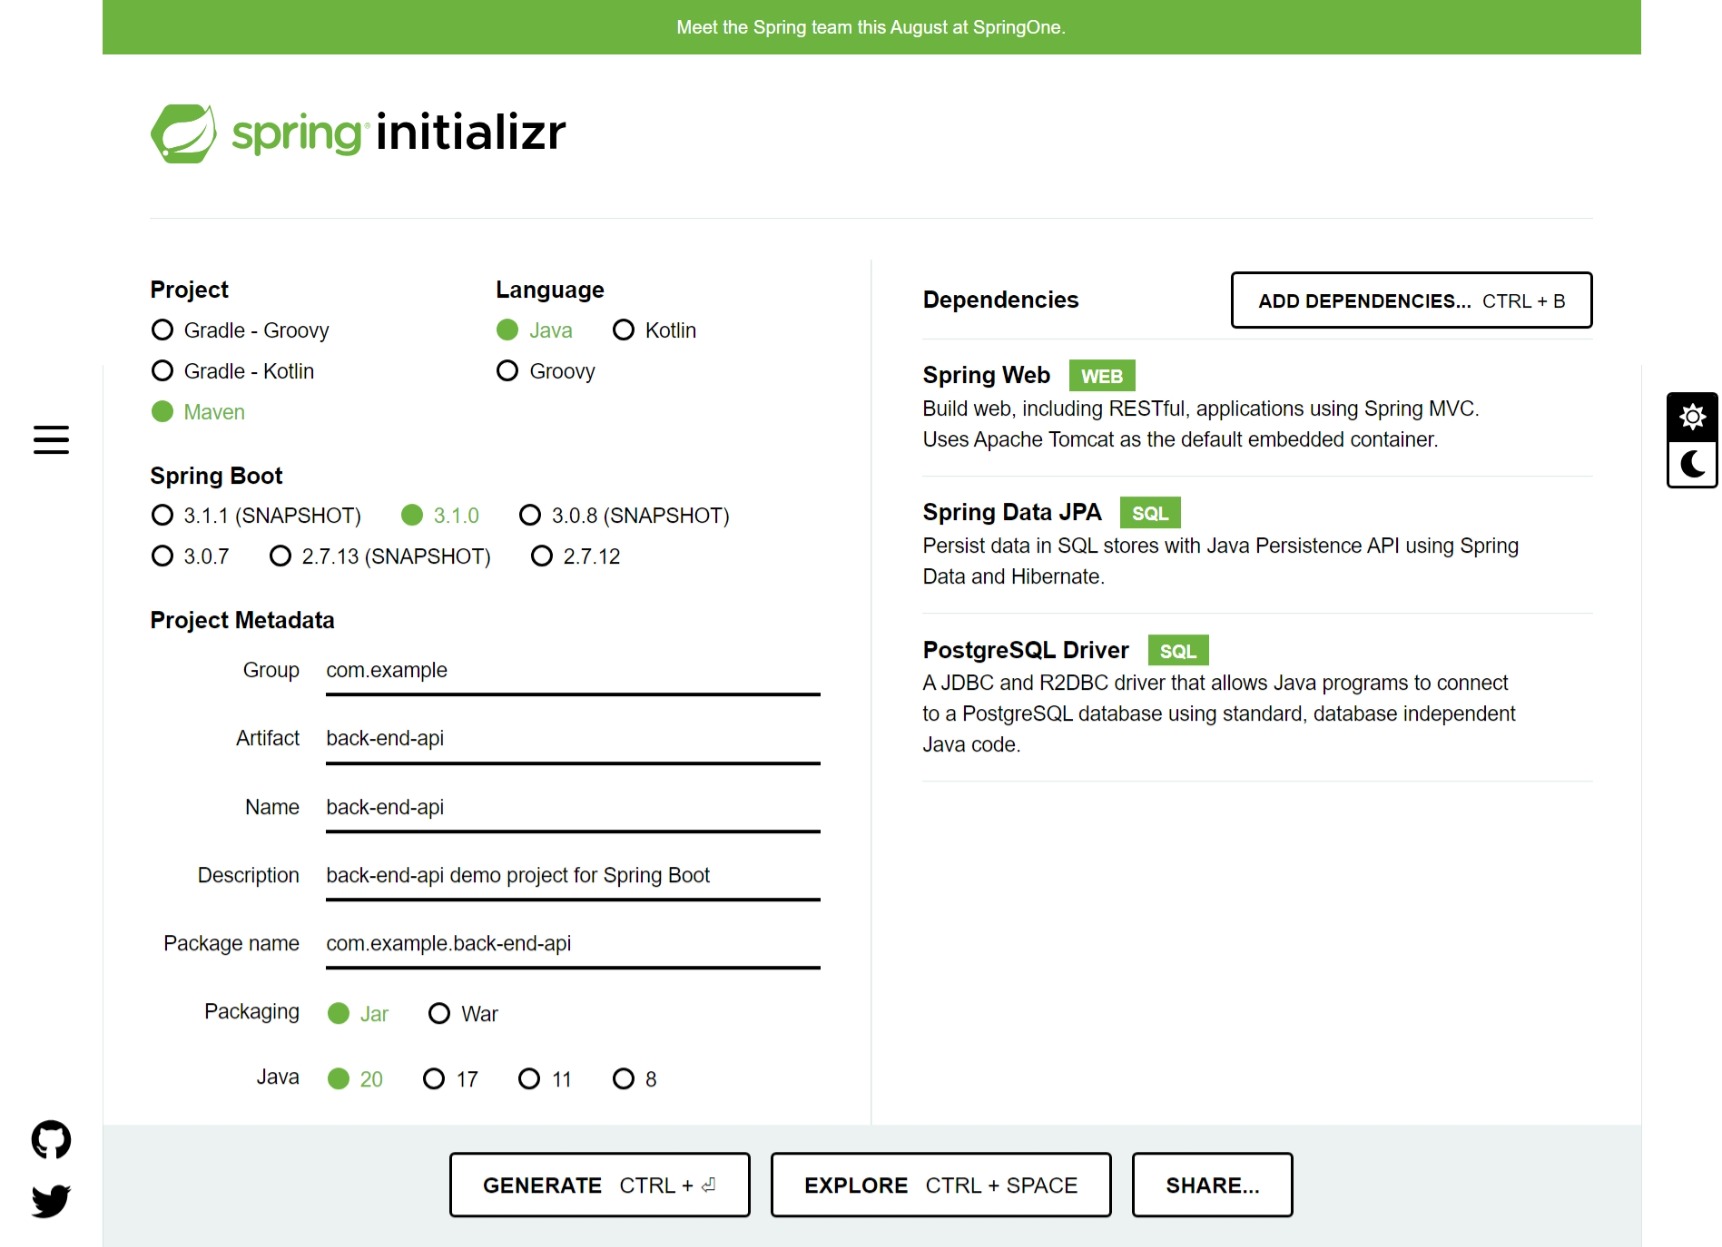 Meet the Spring team this August at SpringOne.
spring initializr
Project
Gradle - Groovy
Gradle - Kotlin
Maven
Language
Java Kotlin
Groovy
Spring Boot
3.1.1 (SNAPSHOT) 3.1.0 3.0.8 (SNAPSHOT)
3.0.7 2.7.13 (SNAPSHOT) 2.7.12
Project Metadata
Group com.example
Artifact back-end-api
Name back-end-api
Description back-end-api demo project for Spring Boot
Package name com.example.back-end-api
Packaging Jar War
Java 20 17 11 8
Dependencies ADD DEPENDENCIES... CTRL + B
Spring Web WEB
Build web, including RESTful, applications using Spring MVC.
Uses Apache Tomcat as the default embedded container.
Spring Data JPA SQL
Persist data in SQL stores with Java Persistence API using Spring
Data and Hibernate.
PostgreSQL Driver SQL
A JDBC and R2DBC driver that allows Java programs to connect
to a PostgreSQL database using standard, database independent
Java code.
GENERATE CTRL + ⏎ EXPLORE CTRL + SPACE SHARE...